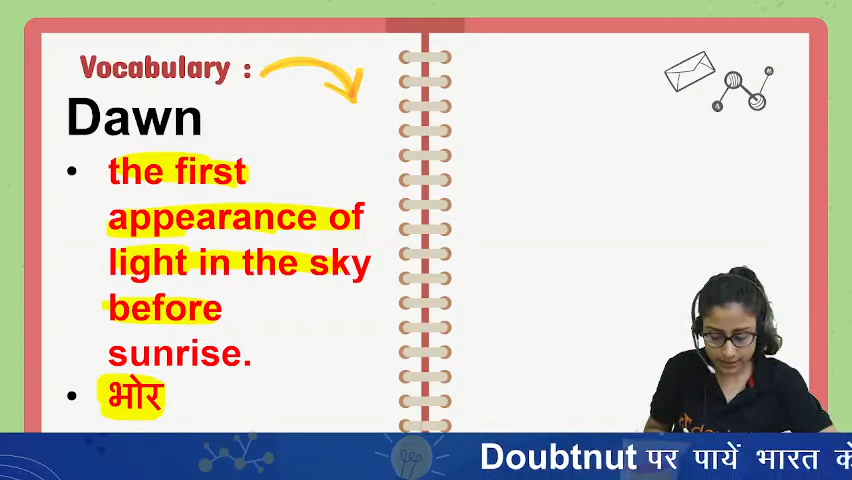 Vocabulary :
Dawn
• the first
appearance of
light in the sky
before
sunrise.
• भोर
Doubtnut पर पायें भारत के